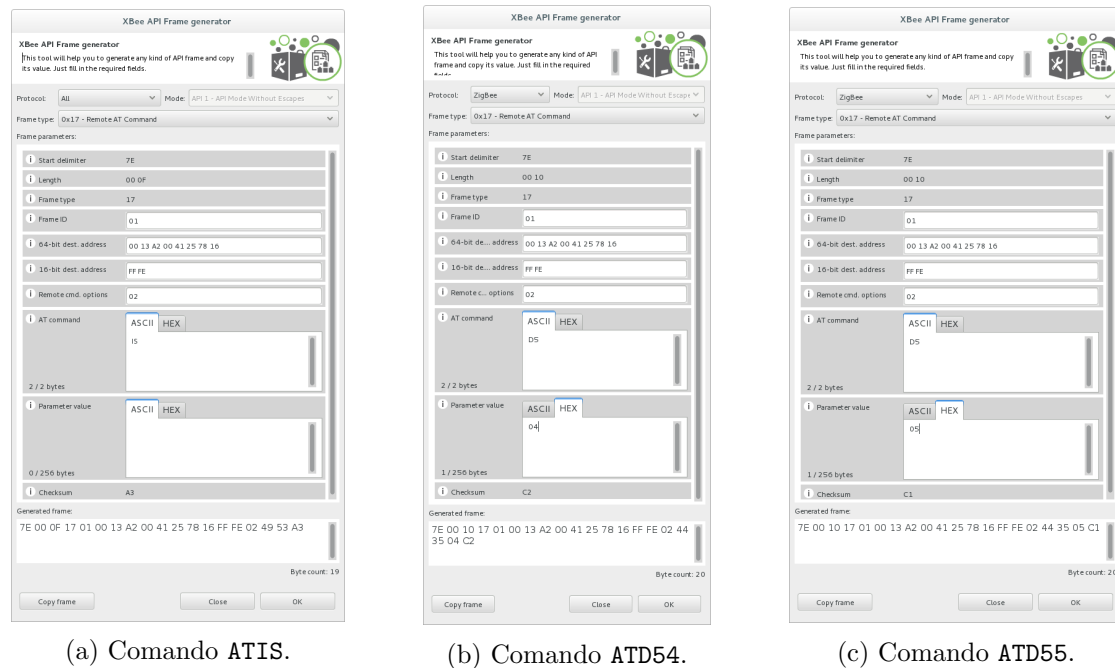 XBee API Frame generator
XBee API Frame generator
This tool will help you to generate any kind of API frame and copy
its value. Just fill in the required fields.
Protocol: All Mode: API 1 - API Mode Without Escapes
Frame type: 0x17 - Remote AT Command
Frame parameters:
i Start delimiter 7E
i Length 00 0F
i Frame type 17
i Frame ID 01
i 64-bit dest. address 00 13 A2 00 41 25 78 16
i 16-bit dest. address FF FE
i Remote cmd. options 02
i AT command ASCII HEX
IS
2 / 2 bytes
i Parameter value ASCII HEX
0 / 256 bytes
i Checksum A3
Generated frame:
7E 00 0F 17 01 00 13 A2 00 41 25 78 16 FF FE 02 49 53 A3
Byte count: 19
Copy frame Close OK
(a) Comando ATIS.
XBee API Frame generator
XBee API Frame generator
This tool will help you to generate any kind of API
frame and copy its value. Just fill in the required
Protocol: ZigBee Mode: API 1 - API Mode Without Escape
Frame type: 0x17 - Remote AT Command
Frame parameters:
i Start delimiter 7E
i Length 00 10
i Frame type 17
i Frame ID 01
i 64-bit de... address 00 13 A2 00 41 25 78 16
i 16-bit de... address FF FE
i Remote c... options 02
i AT command ASCII HEX
D5
2 / 2 bytes
i Parameter value ASCII HEX
04
1 / 256 bytes
i Checksum C2
Generated frame:
7E 00 10 17 01 00 13 A2 00 41 25 78 16 FF FE 02 44
35 04 C2
Byte count: 20
Copy frame Close OK
(b) Comando ATD54.
XBee API Frame generator
XBee API Frame generator
This tool will help you to generate any kind of API frame and copy
its value. Just fill in the required fields.
Protocol: ZigBee Mode: API 1 - API Mode Without Escapes
Frame type: 0x17 - Remote AT Command
Frame parameters:
i Start delimiter 7E
i Length 00 10
i Frame type 17
i Frame ID 01
i 64-bit dest. address 00 13 A2 00 41 25 78 16
i 16-bit dest. address FF FE
i Remote cmd. options 02
i AT command ASCII HEX
D5
2 / 2 bytes
i Parameter value ASCII HEX
05
1 / 256 bytes
i Checksum C1
Generated frame:
7E 00 10 17 01 00 13 A2 00 41 25 78 16 FF FE 02 44 35 05 C1
Byte count: 20
Copy frame Close OK
(c) Comando ATD55.